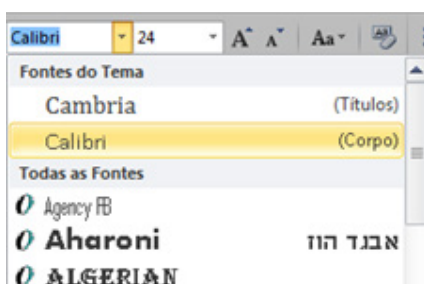 Calibri 24 A A Aa
Fontes do Tema
Cambria (Títulos)
Calibri (Corpo)
Todas as Fontes
Agency FB
Aharoni אבגד הוז
ALGERIAN